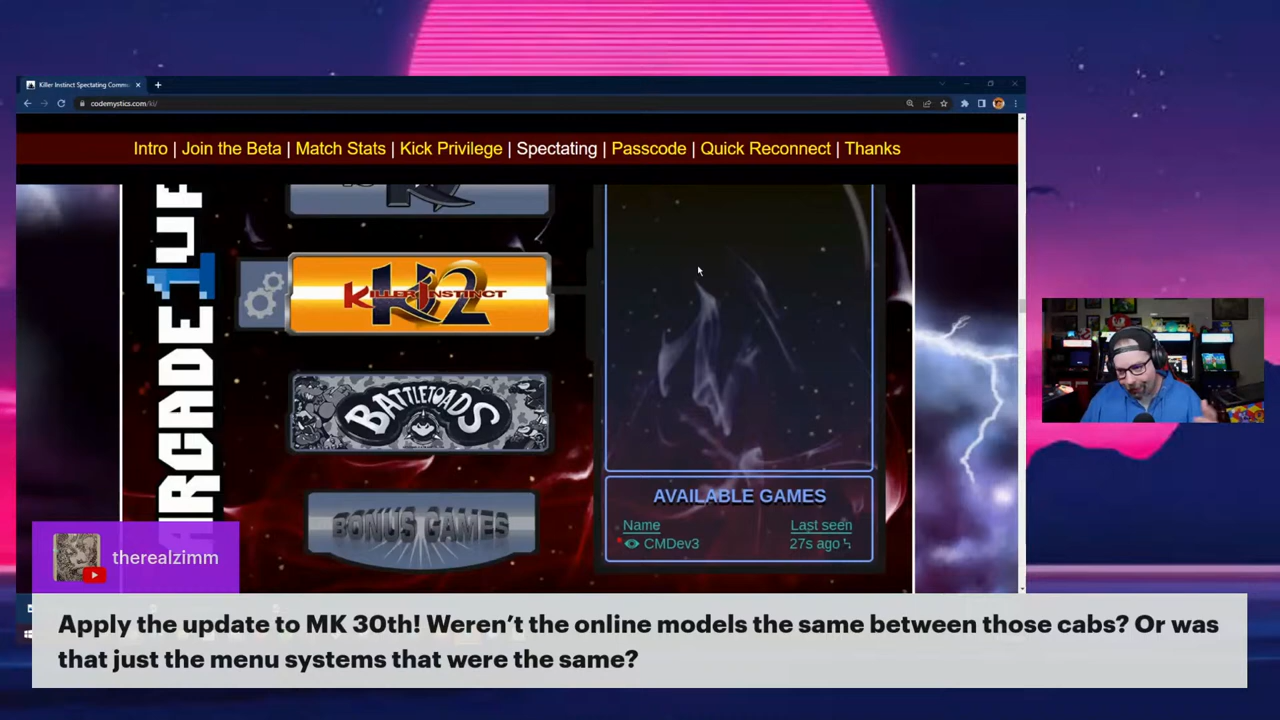 Killer Instinct Spectating Comm
codemystics.com/ki/
Intro | Join the Beta | Match Stats | Kick Privilege | Spectating | Passcode | Quick Reconnect | Thanks
ARCADE1UP
KILLER INSTINCT 2
BATTLETOADS
BONUS GAMES
AVAILABLE GAMES
Name Last seen
CMDev3 27s ago
therealzimm
Apply the update to MK 30th! Weren’t the online models the same between those cabs? Or was
that just the menu systems that were the same?